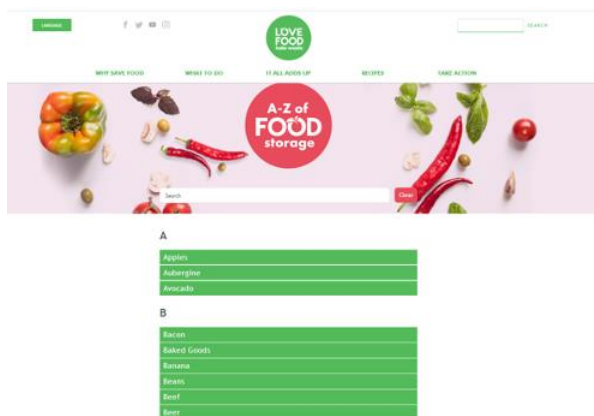 LANGUAGE
LOVE
FOOD
hate waste
SEARCH
WHY SAVE FOOD WHAT TO DO IT ALL ADDS UP RECIPES TAKE ACTION
A-Z of
FOOD
storage
Search Clear
A
Apples
Aubergine
Avocado
B
Bacon
Baked Goods
Banana
Beans
Beef
Beer